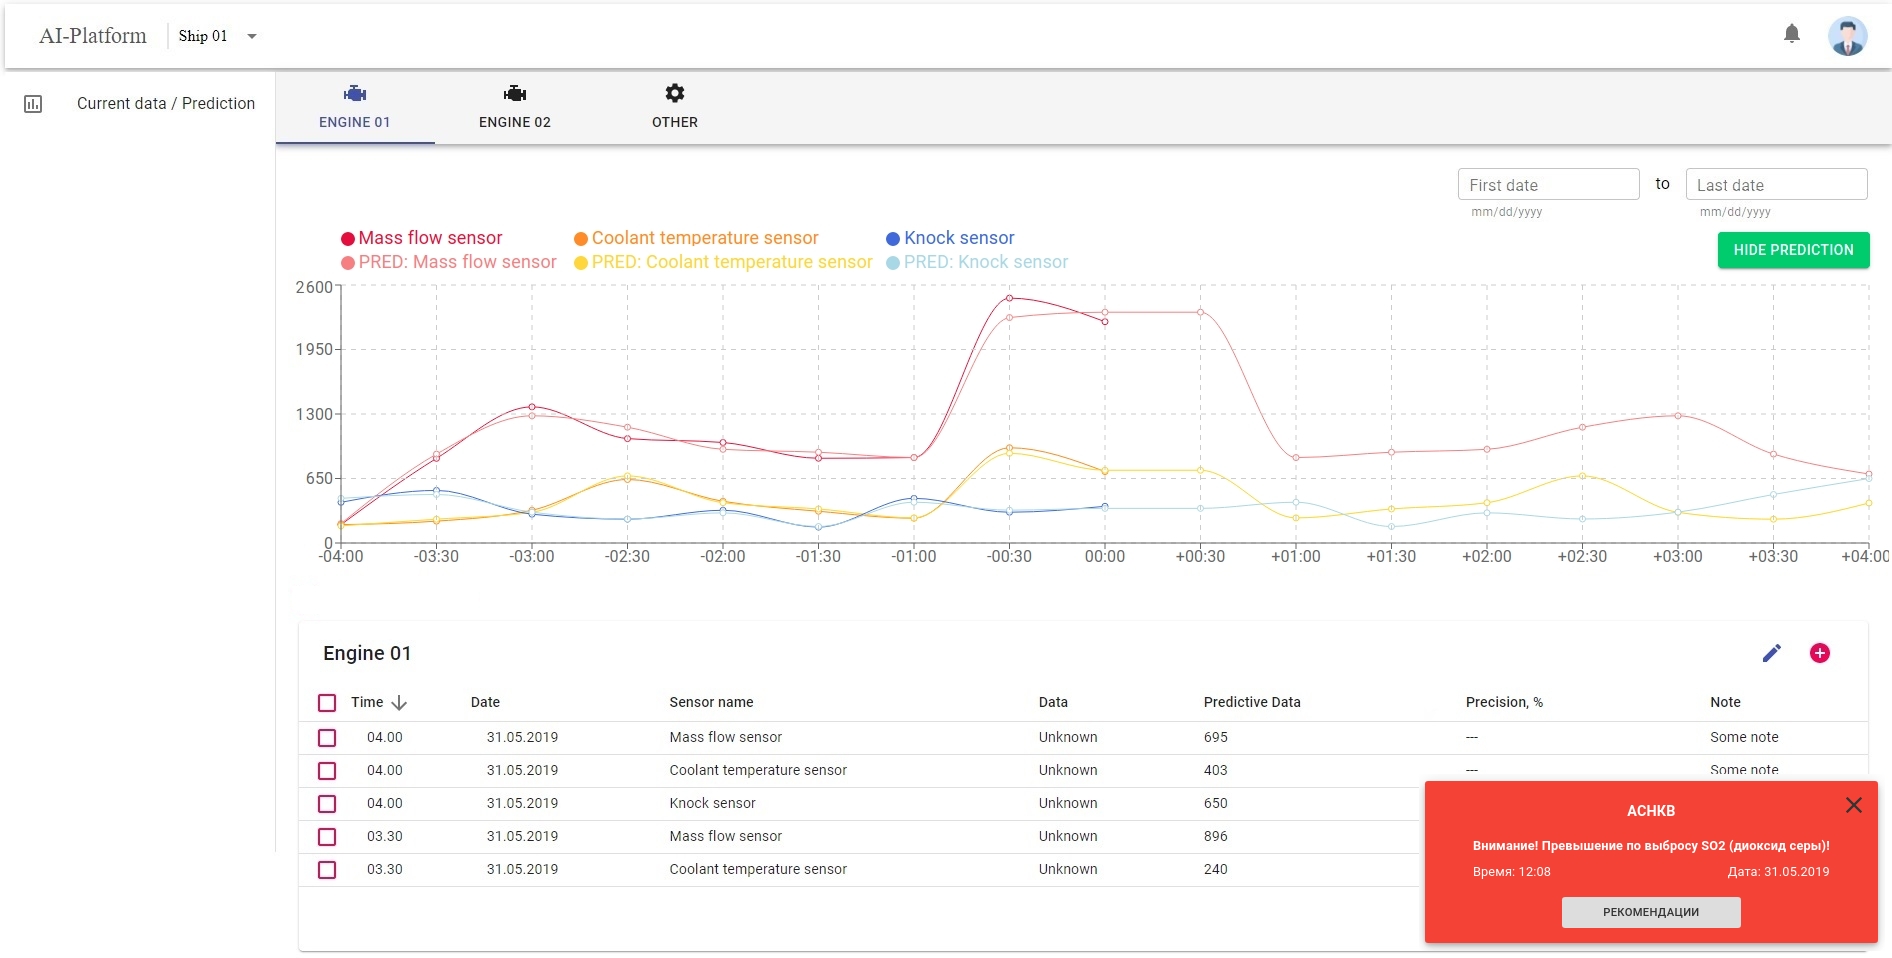 AI-Platform Ship 01
Current data / Prediction
ENGINE 01 ENGINE 02 OTHER
First date to Last date
mm/dd/yyyy mm/dd/yyyy
Mass flow sensor Coolant temperature sensor Knock sensor
PRED: Mass flow sensor PRED: Coolant temperature sensor PRED: Knock sensor
HIDE PREDICTION
2600
1950
1300
650
0
-04:00 -03:30 -03:00 -02:30 -02:00 -01:30 -01:00 -00:30 00:00 +00:30 +01:00 +01:30 +02:00 +02:30 +03:00 +03:30 +04:00
Engine 01
Time Date Sensor name Data Predictive Data Precision, % Note
04.00 31.05.2019 Mass flow sensor Unknown 695 --- Some note
04.00 31.05.2019 Coolant temperature sensor Unknown 403 --- Some note
04.00 31.05.2019 Knock sensor Unknown 650
03.30 31.05.2019 Mass flow sensor Unknown 896
03.30 31.05.2019 Coolant temperature sensor Unknown 240
АСНКВ
Внимание! Превышение по выбросу SO2 (диоксид серы)!
Время: 12:08 Дата: 31.05.2019
РЕКОМЕНДАЦИИ